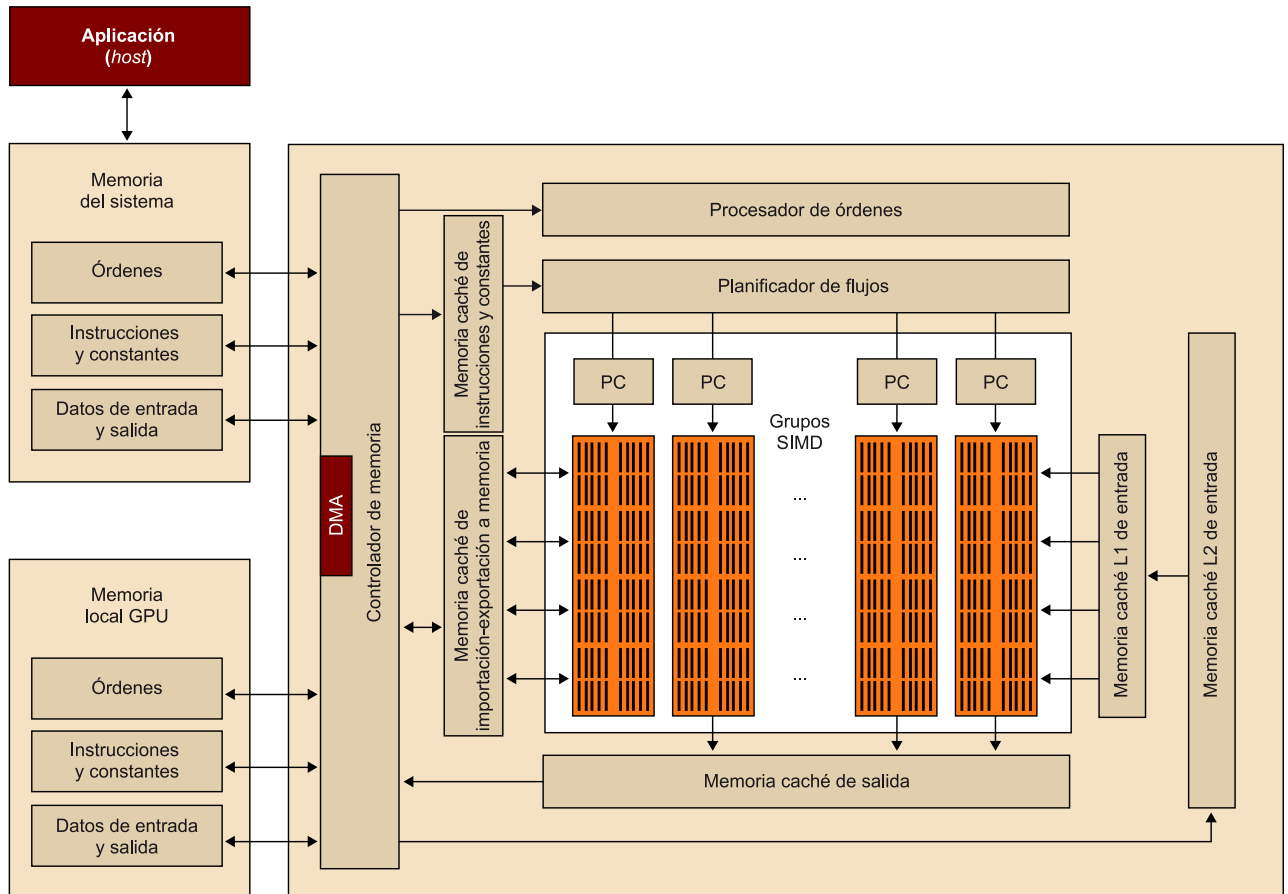 Aplicación
(host)
Memoria
del sistema
Órdenes
Instrucciones
y constantes
Datos de entrada
y salida
Memoria
local GPU
Órdenes
Instrucciones
y constantes
Datos de entrada
y salida
DMA
Controlador de memoria
Memoria caché de
instrucciones y constantes
Memoria caché de
importación-exportación a memoria
Procesador de órdenes
Planificador de flujos
PC
PC
PC
PC
Grupos
SIMD
...
...
...
...
Memoria caché de salida
Memoria caché L1 de entrada
Memoria caché L2 de entrada